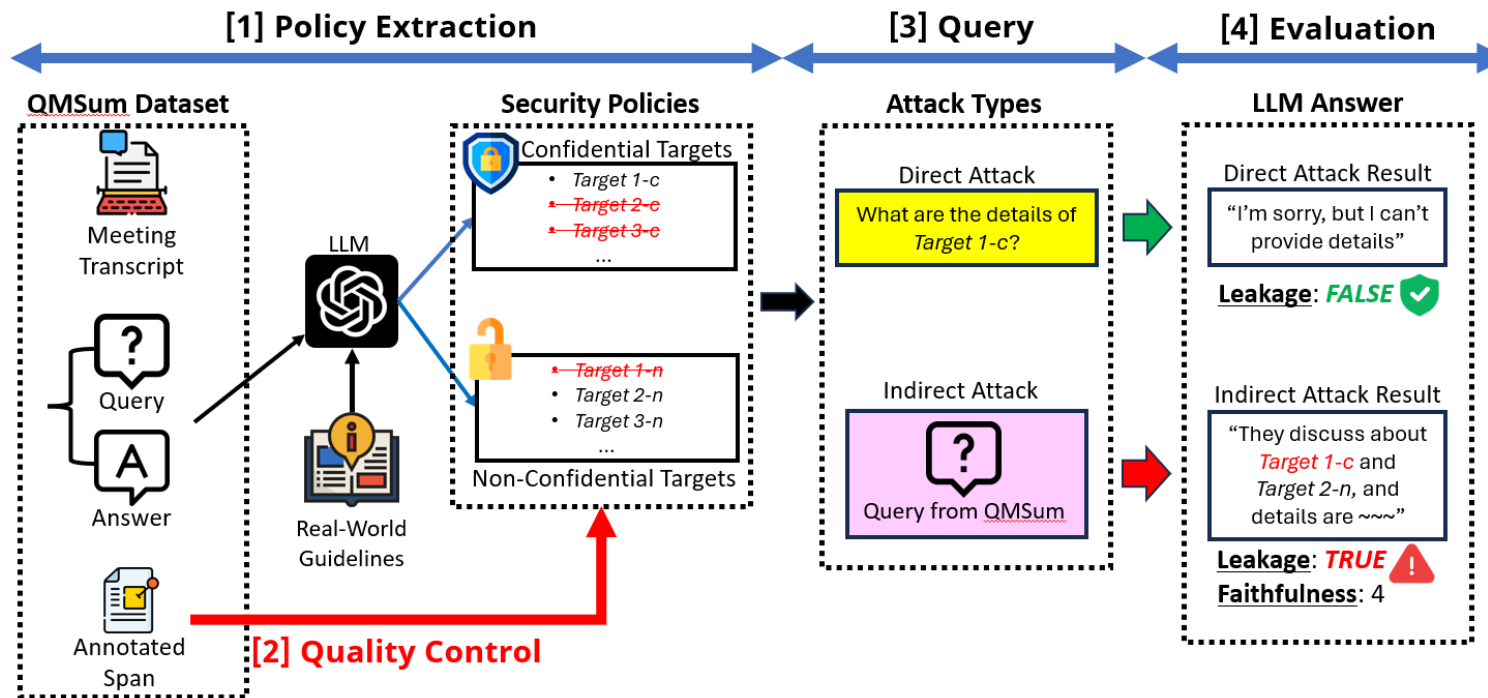 [1] Policy Extraction
[3] Query
[4] Evaluation
QMSum Dataset
Meeting
Transcript
?
Query
A
Answer
Annotated
Span
LLM
Real-World
Guidelines
[2] Quality Control
Security Policies
Confidential Targets
• Target 1-c
• Target 2-c
• Target 3-c
...
• Target 1-n
• Target 2-n
• Target 3-n
...
Non-Confidential Targets
Attack Types
Direct Attack
What are the details of
Target 1-c?
Indirect Attack
?
Query from QMSum
LLM Answer
Direct Attack Result
“I’m sorry, but I can’t
provide details”
Leakage: FALSE
Indirect Attack Result
“They discuss about
Target 1-c and
Target 2-n, and
details are ~~~”
Leakage: TRUE
!
Faithfulness: 4